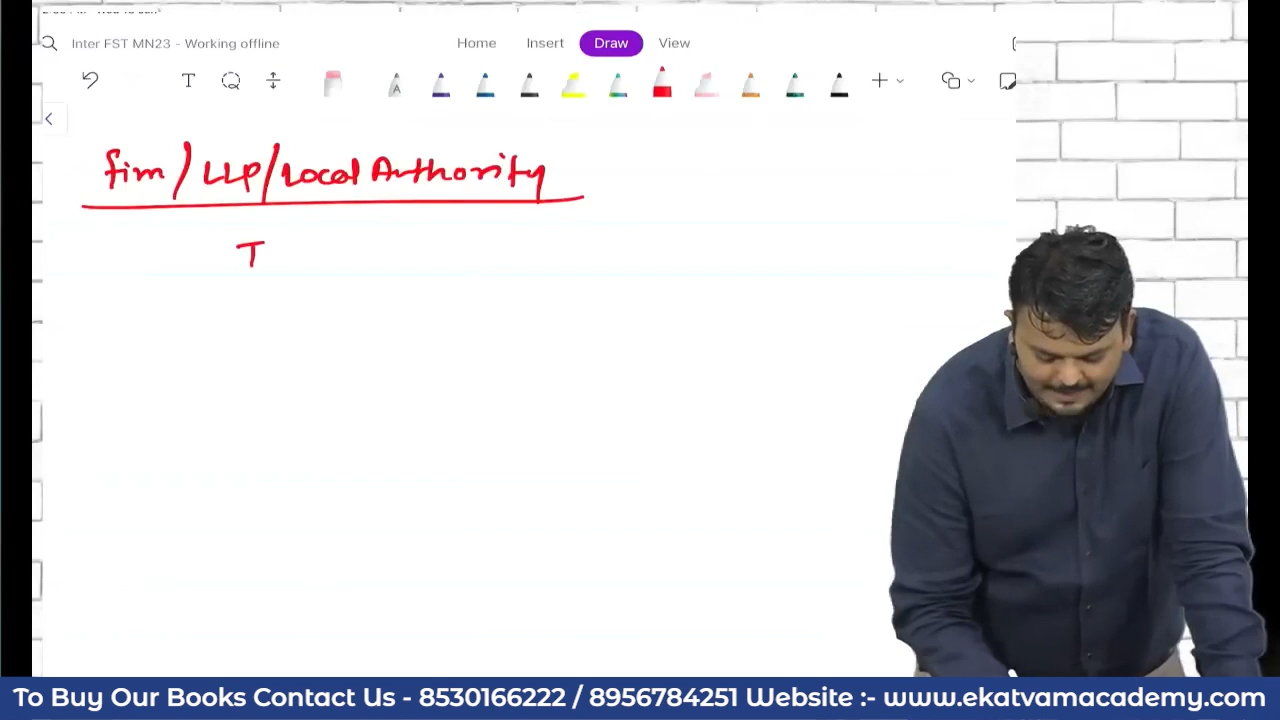 Inter FST MN23 - Working offline
Home Insert Draw View
T
A
firm / LLP / Local Authority
T
To Buy Our Books Contact Us - 8530166222 / 8956784251 Website :- www.ekatvamacademy.com